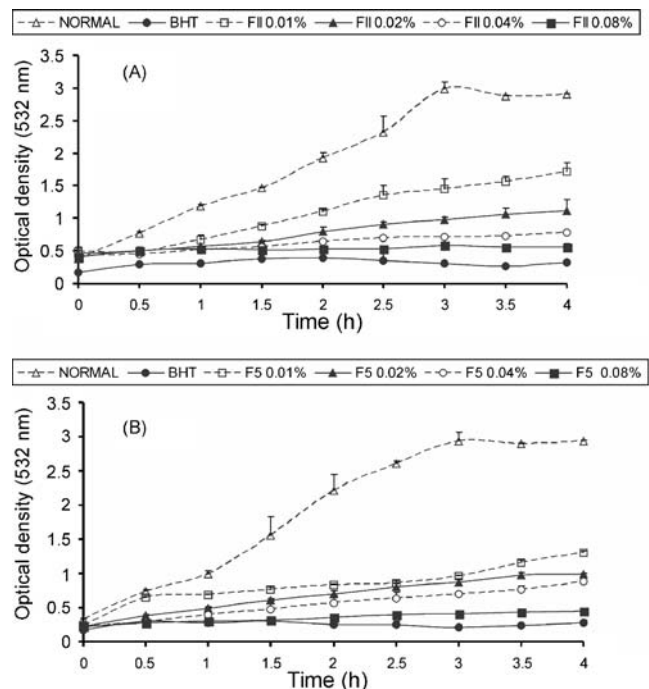 NORMAL BHT FII 0.01% FII 0.02% FII 0.04% FII 0.08%
(A)
Optical density (532 nm)
3.5
3
2.5
2
1.5
1
0.5
0
0 0.5 1 1.5 2 2.5 3 3.5 4
Time (h)
NORMAL BHT F5 0.01% F5 0.02% F5 0.04% F5 0.08%
(B)
Optical density (532 nm)
3.5
3
2.5
2
1.5
1
0.5
0
0 0.5 1 1.5 2 2.5 3 3.5 4
Time (h)